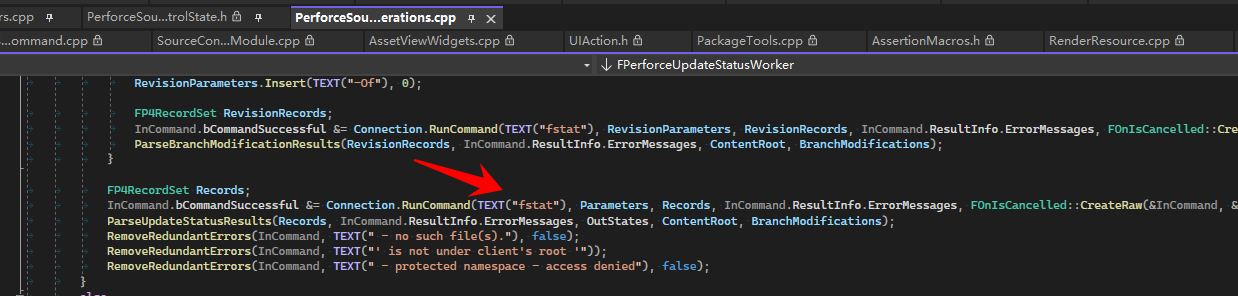 rs.cpp
PerforceSou...trolState.h
PerforceSou...erations.cpp
...ommand.cpp
SourceCon...Module.cpp
AssetViewWidgets.cpp
UIAction.h
PackageTools.cpp
AssertionMacros.h
RenderResource.cpp
FPerforceUpdateStatusWorker
RevisionParameters.Insert(TEXT("-Of"), 0);
FP4RecordSet RevisionRecords;
InCommand.bCommandSuccessful &= Connection.RunCommand(TEXT("fstat"), RevisionParameters, RevisionRecords, InCommand.ResultInfo.ErrorMessages, FOnIsCancelled::Cre
ParseBranchModificationResults(RevisionRecords, InCommand.ResultInfo.ErrorMessages, ContentRoot, BranchModifications);
}
FP4RecordSet Records;
InCommand.bCommandSuccessful &= Connection.RunCommand(TEXT("fstat"), Parameters, Records, InCommand.ResultInfo.ErrorMessages, FOnIsCancelled::CreateRaw(&InCommand, &
ParseUpdateStatusResults(Records, InCommand.ResultInfo.ErrorMessages, OutStates, ContentRoot, BranchModifications);
RemoveRedundantErrors(InCommand, TEXT(" - no such file(s)."), false);
RemoveRedundantErrors(InCommand, TEXT("' is not under client's root '"));
RemoveRedundantErrors(InCommand, TEXT(" - protected namespace - access denied"), false);
}